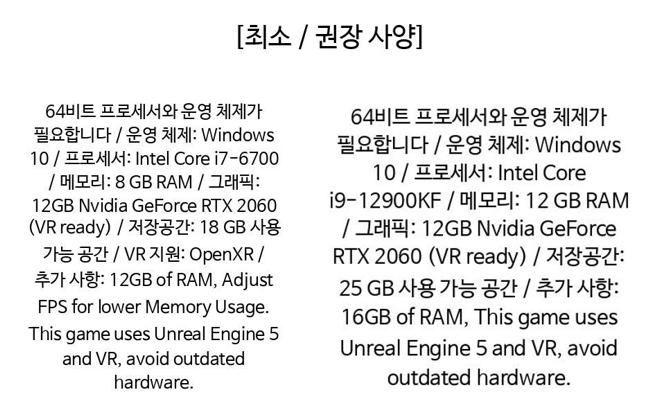 [최소 / 권장 사양]
64비트 프로세서와 운영 체제가
필요합니다 / 운영 체제: Windows
10 / 프로세서: Intel Core i7-6700
/ 메모리: 8 GB RAM / 그래픽:
12GB Nvidia GeForce RTX 2060
(VR ready) / 저장공간: 18 GB 사용
가능 공간 / VR 지원: OpenXR /
추가 사항: 12GB of RAM, Adjust
FPS for lower Memory Usage.
This game uses Unreal Engine 5
and VR, avoid outdated
hardware.
64비트 프로세서와 운영 체제가
필요합니다 / 운영 체제: Windows
10 / 프로세서: Intel Core
i9-12900KF / 메모리: 12 GB RAM
/ 그래픽: 12GB Nvidia GeForce
RTX 2060 (VR ready) / 저장공간:
25 GB 사용 가능 공간 / 추가 사항:
16GB of RAM, This game uses
Unreal Engine 5 and VR, avoid
outdated hardware.